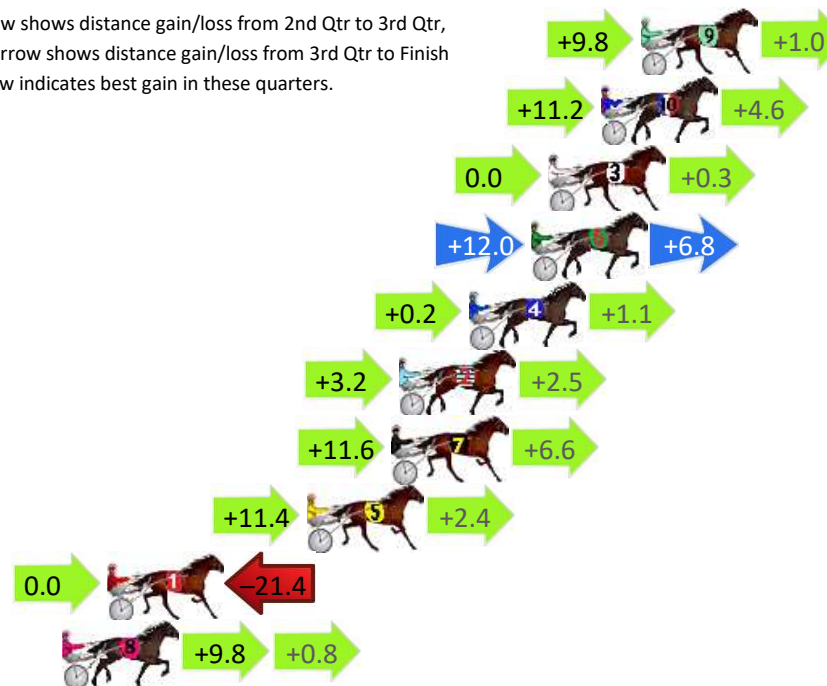 w shows distance gain/loss from 2nd Qtr to 3rd Qtr,
rrow shows distance gain/loss from 3rd Qtr to Finish
w indicates best gain in these quarters.
+9.8 9 +1.0
+11.2 10 +4.6
0.0 3 +0.3
+12.0 6 +6.8
+0.2 4 +1.1
+3.2 2 +2.5
+11.6 7 +6.6
+11.4 5 +2.4
0.0 1 –21.4
8 +9.8 +0.8